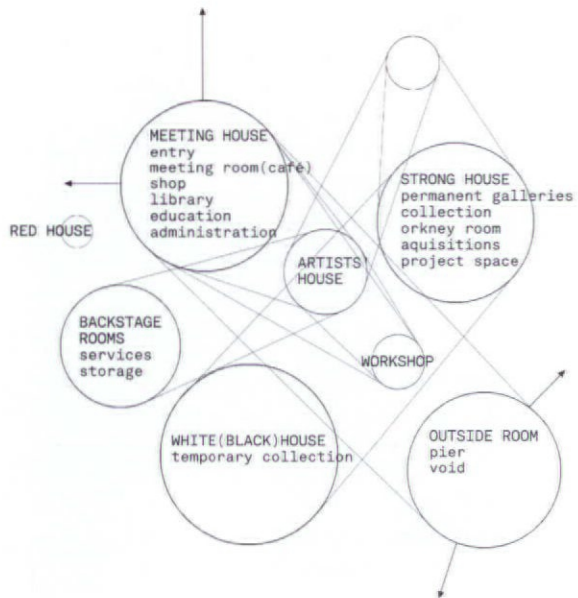 MEETING HOUSE
entry
meeting room(café)
shop
library
education
administration
STRONG HOUSE
permanent galleries
collection
orkney room
aquisitions
project space
RED HOUSE
ARTISTS'
HOUSE
BACKSTAGE
ROOMS
services
storage
WORKSHOP
WHITE(BLACK)HOUSE
temporary collection
OUTSIDE ROOM
pier
void